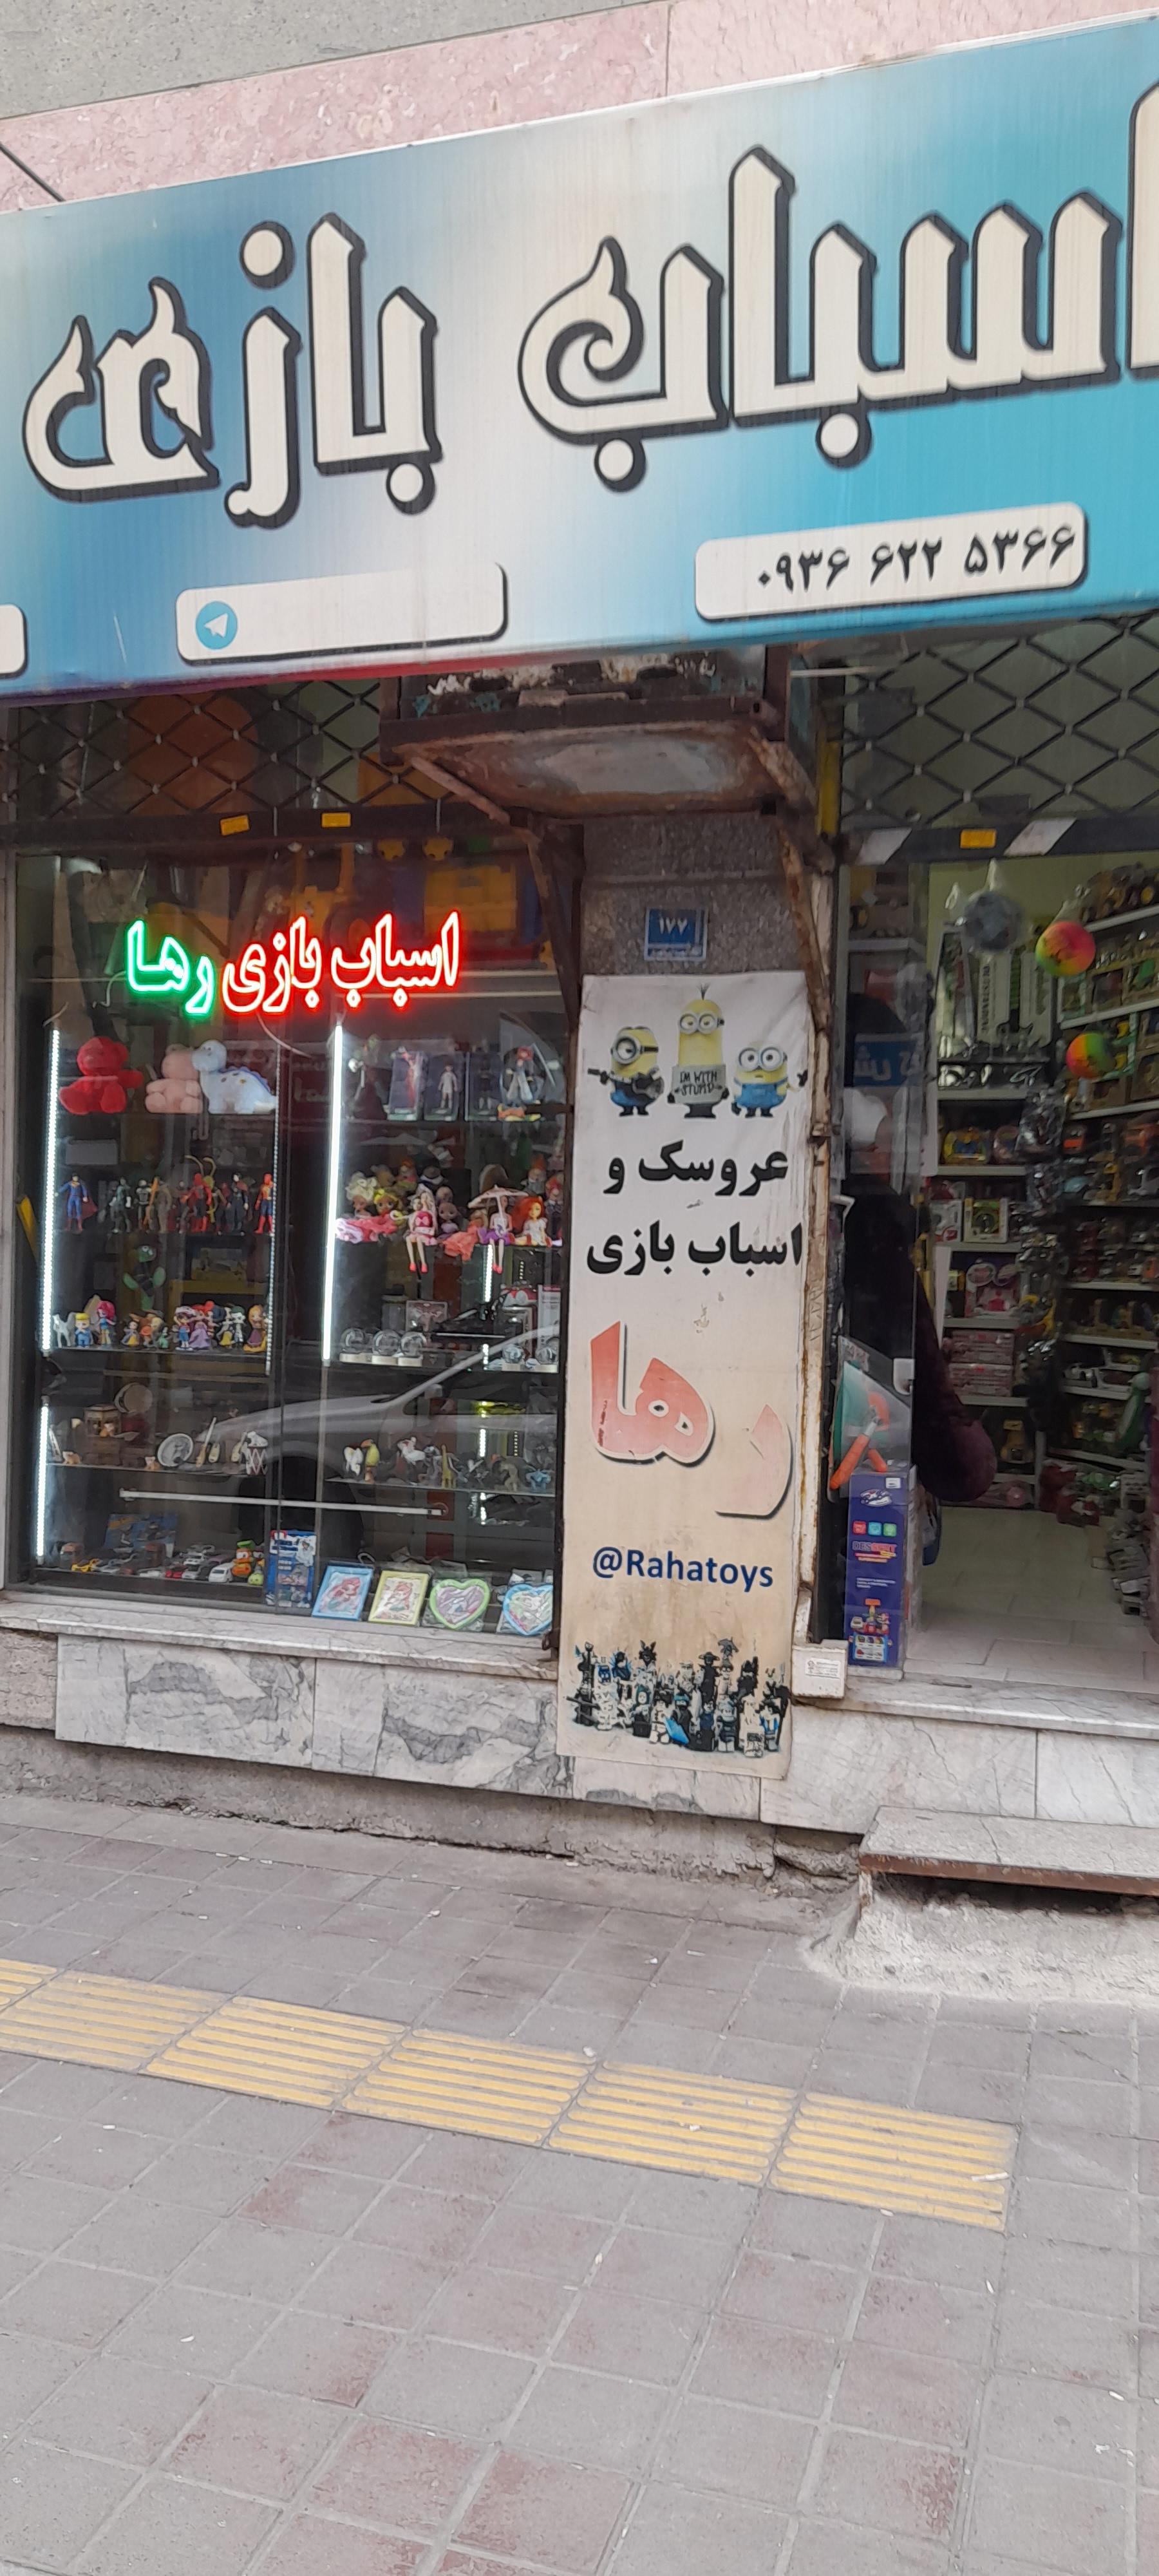 اسباب بازی
۰۹۳۶ ۶۲۲ ۵۳۶۶
اسباب بازی رها
۱۷۷
I'M WITH
STUPID
عروسک و
اسباب بازی
رها
@Rahatoys